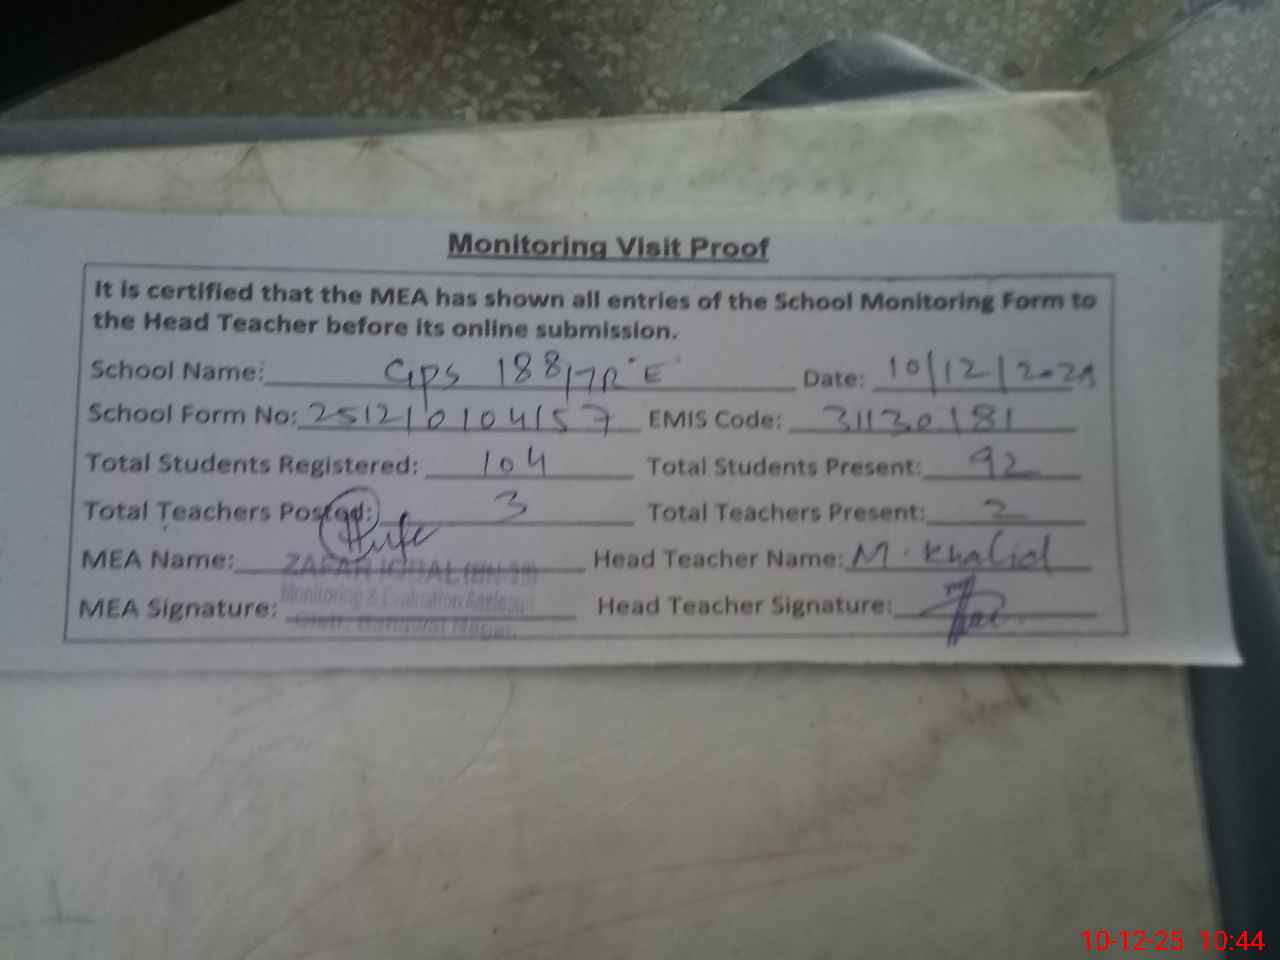 Monitoring Visit Proof
It is certified that the MEA has shown all entries of the School Monitoring Form to
the Head Teacher before its online submission.
School Name: GPS 188/7R E Date: 10/12/2025
School Form No: 251210104157 EMIS Code: 31130181
Total Students Registered: 104 Total Students Present: 92
Total Teachers Posted: 3 Total Teachers Present: 2
MEA Name: ZAFAR IQBAL Head Teacher Name: M. Khalid
Monitoring & Evaluation
MEA Signature: Head Teacher Signature:
10-12-25 10:44